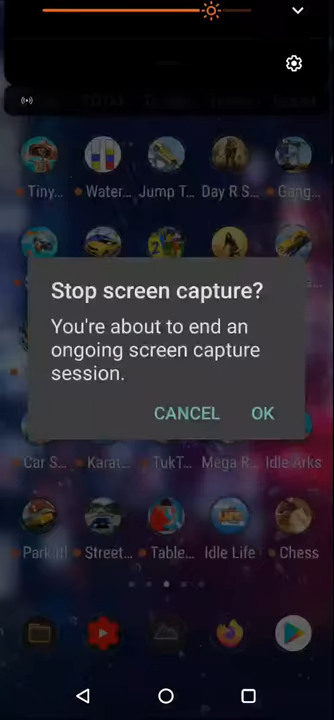 Tiny... Water... Jump T... Day R S... Gang...
Stop screen capture?
You're about to end an
ongoing screen capture
session.
CANCEL OK
Car S... Karat... TukT... Mega R... Idle Arks
Park it! Street... Table... Idle Life Chess